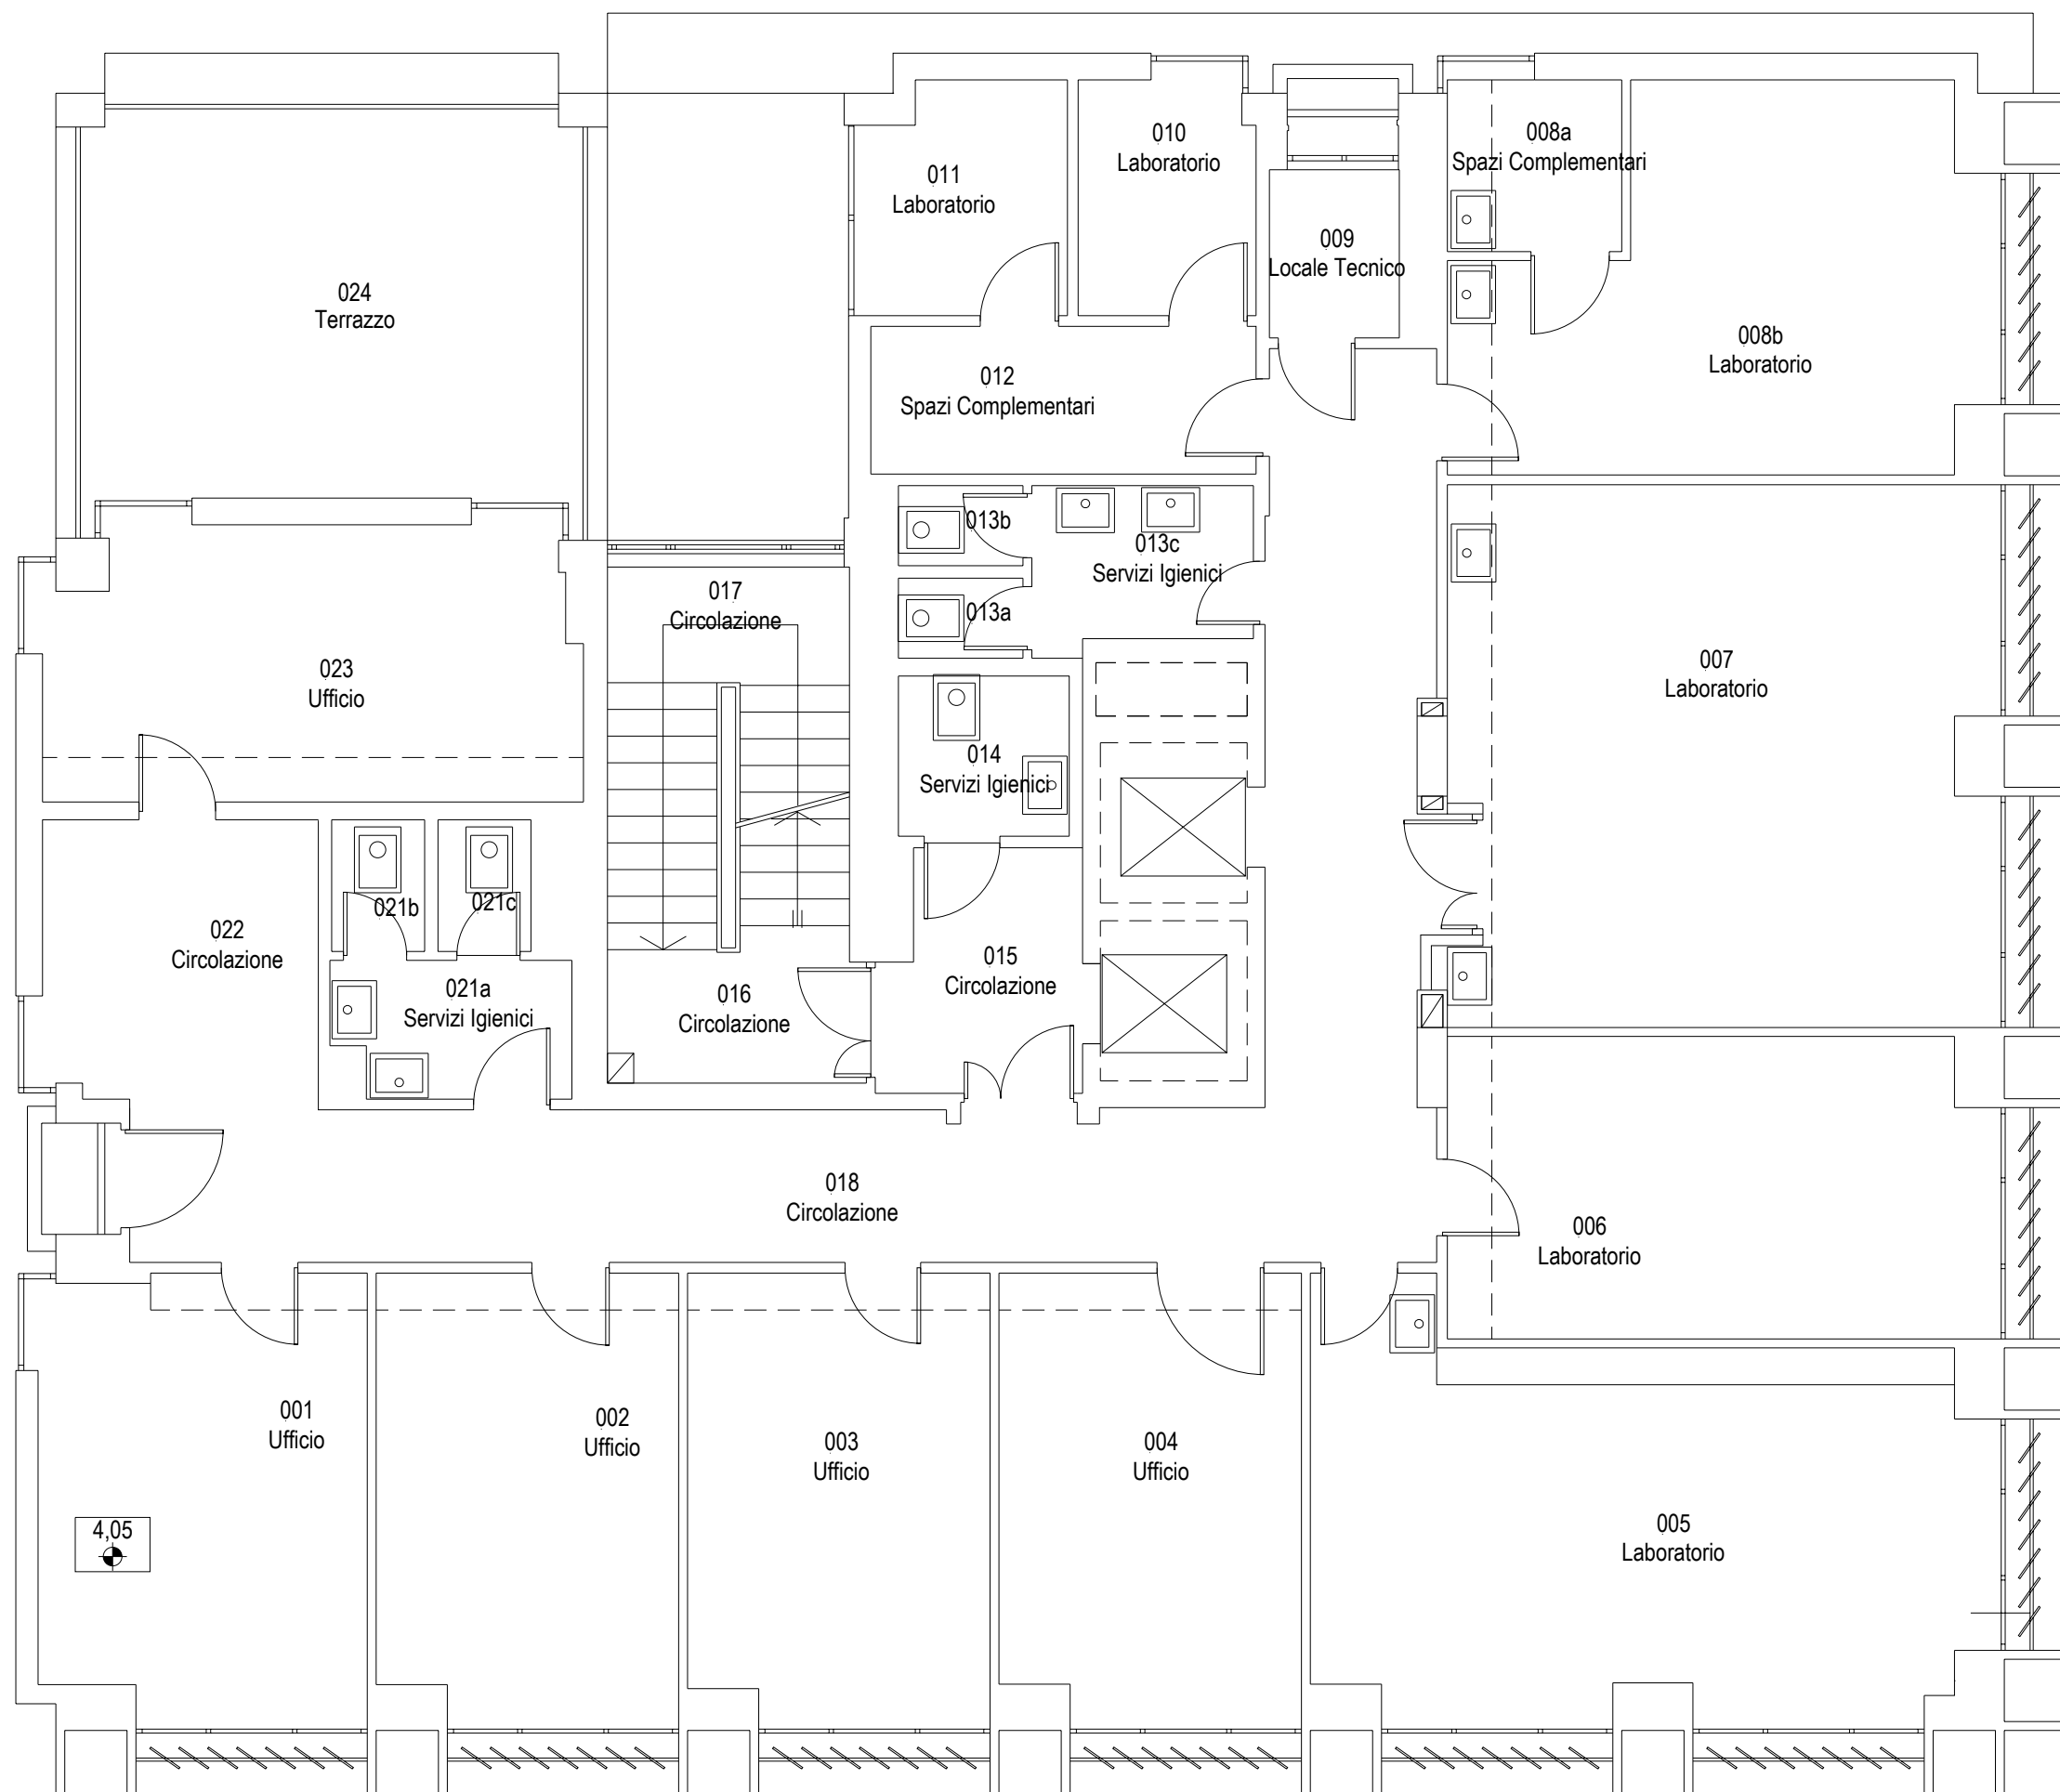 010
Laboratorio
008a
Spazi Complementari
011
Laboratorio
009
Locale Tecnico
024
Terrazzo
008b
Laboratorio
012
Spazi Complementari
013b
013c
Servizi Igienici
017
Circolazione
013a
023
Ufficio
007
Laboratorio
014
Servizi Igienici
021b
021c
022
Circolazione
015
Circolazione
021a
Servizi Igienici
016
Circolazione
018
Circolazione
006
Laboratorio
001
Ufficio
002
Ufficio
003
Ufficio
004
Ufficio
005
Laboratorio
4,05